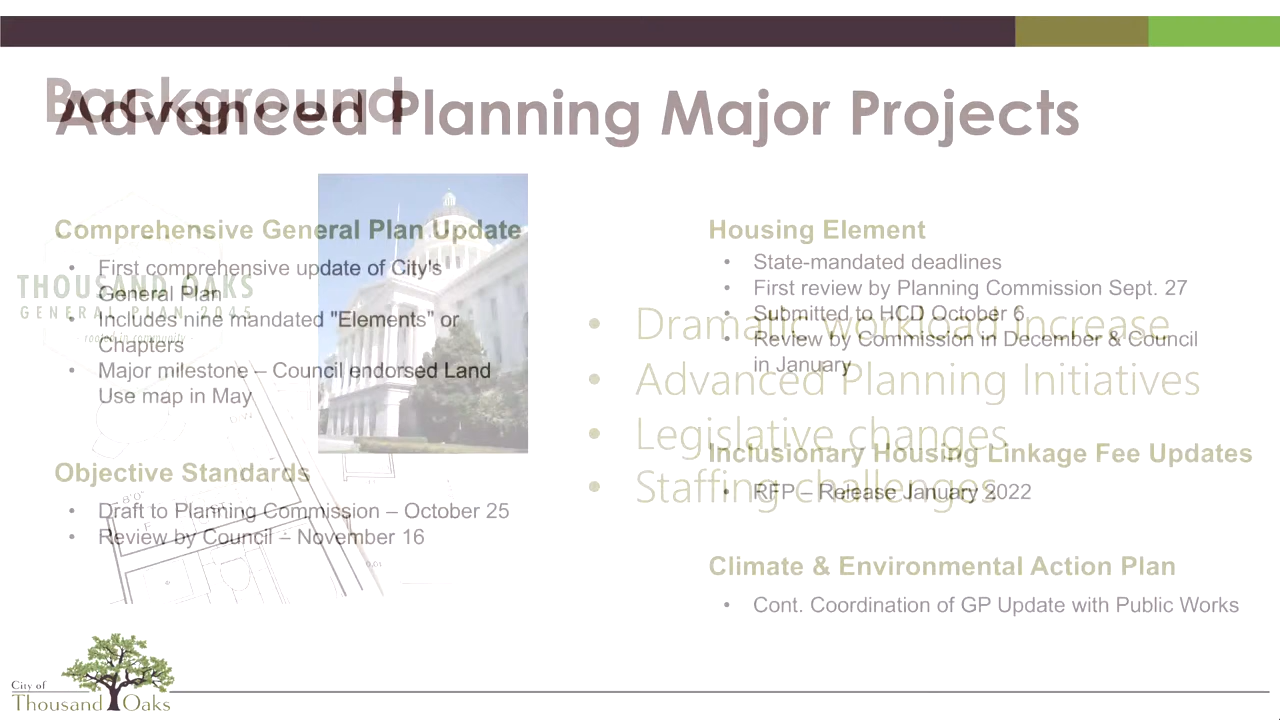 Background
Advanced Planning Major Projects
Comprehensive General Plan Update
• First comprehensive update of City's
General Plan
• Includes nine mandated "Elements" or
Chapters
• Major milestone – Council endorsed Land
Use map in May
Objective Standards
• Draft to Planning Commission – October 25
• Review by Council – November 16
THOUSAND OAKS
GENERAL PLAN 2045
- rooted in community -
• Dramatic workload increase
• Advanced Planning Initiatives
• Legislative changes
• Staffing challenges
Housing Element
• State-mandated deadlines
• First review by Planning Commission Sept. 27
• Submitted to HCD October 6
• Review by Commission in December & Council
in January
Inclusionary Housing Linkage Fee Updates
• RFP – Release January 2022
Climate & Environmental Action Plan
• Cont. Coordination of GP Update with Public Works
City of
Thousand Oaks